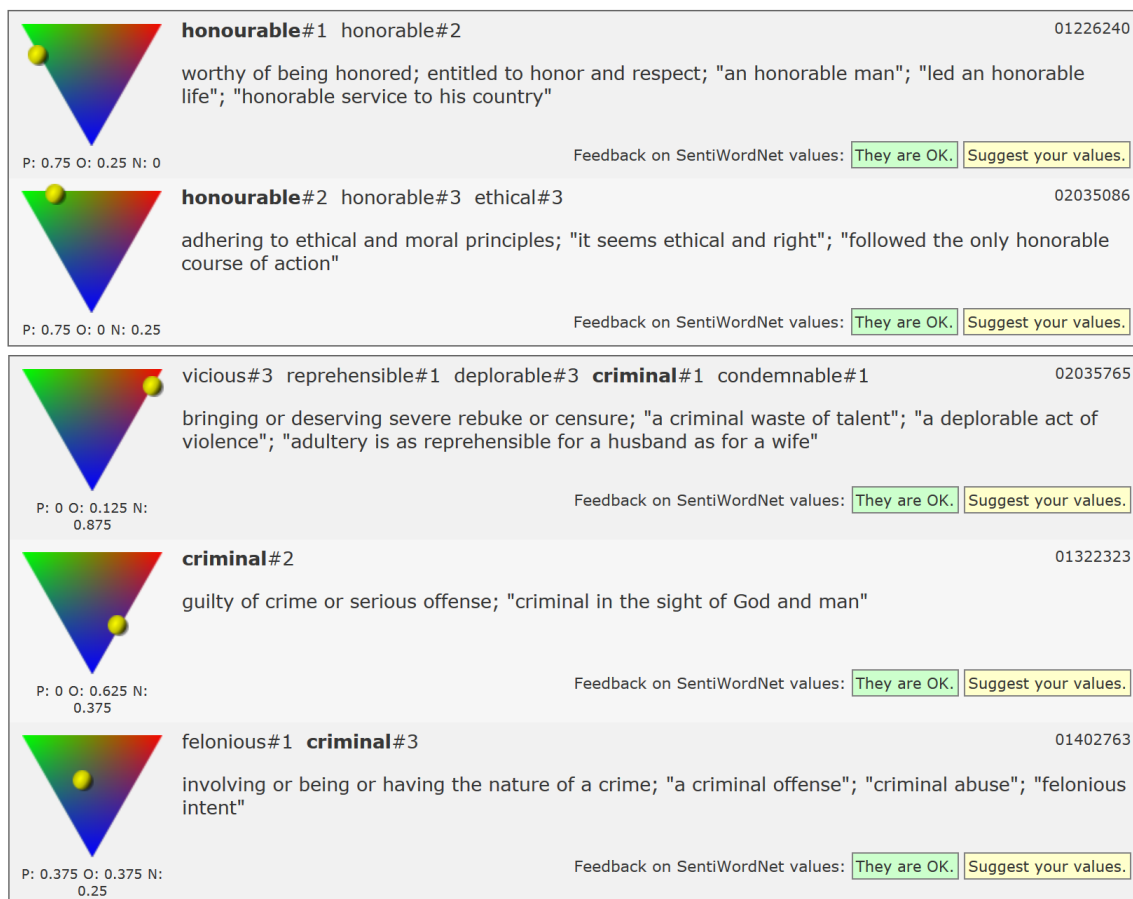 honourable#1 honorable#2
01226240
worthy of being honored; entitled to honor and respect; "an honorable man"; "led an honorable
life"; "honorable service to his country"
P: 0.75 O: 0.25 N: 0
Feedback on SentiWordNet values: They are OK. Suggest your values.
honourable#2 honorable#3 ethical#3
02035086
adhering to ethical and moral principles; "it seems ethical and right"; "followed the only honorable
course of action"
P: 0.75 O: 0 N: 0.25
Feedback on SentiWordNet values: They are OK. Suggest your values.
vicious#3 reprehensible#1 deplorable#3 criminal#1 condemnable#1
02035765
bringing or deserving severe rebuke or censure; "a criminal waste of talent"; "a deplorable act of
violence"; "adultery is as reprehensible for a husband as for a wife"
Feedback on SentiWordNet values: They are OK. Suggest your values.
P: 0 O: 0.125 N:
0.875
criminal#2
01322323
guilty of crime or serious offense; "criminal in the sight of God and man"
Feedback on SentiWordNet values: They are OK. Suggest your values.
P: 0 O: 0.625 N:
0.375
felonious#1 criminal#3
01402763
involving or being or having the nature of a crime; "a criminal offense"; "criminal abuse"; "felonious
intent"
Feedback on SentiWordNet values: They are OK. Suggest your values.
P: 0.375 O: 0.375 N:
0.25